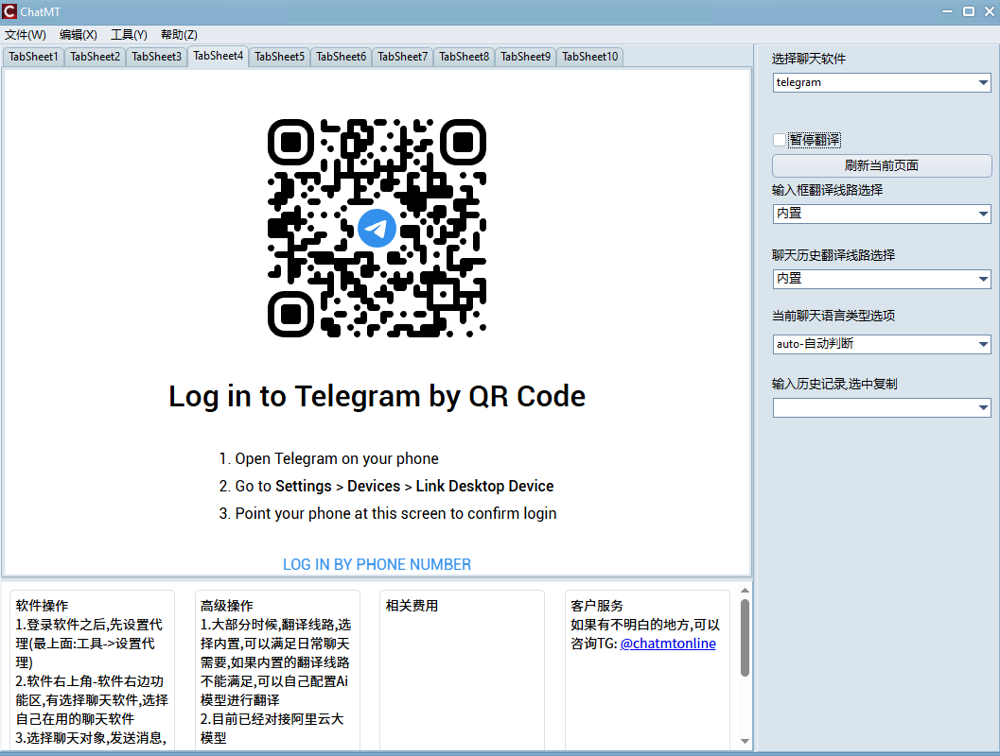 ChatMT
文件(W) 编辑(X) 工具(Y) 帮助(Z)
TabSheet1 TabSheet2 TabSheet3 TabSheet4 TabSheet5 TabSheet6 TabSheet7 TabSheet8 TabSheet9 TabSheet10
Log in to Telegram by QR Code
1. Open Telegram on your phone
2. Go to Settings > Devices > Link Desktop Device
3. Point your phone at this screen to confirm login
LOG IN BY PHONE NUMBER
选择聊天软件
telegram
暂停翻译
刷新当前页面
输入框翻译线路选择
内置
聊天历史翻译线路选择
内置
当前聊天语言类型选项
auto-自动判断
输入历史记录,选中复制
软件操作
1.登录软件之后,先设置代
理(最上面:工具->设置代
理)
2.软件右上角-软件右边功
能区,有选择聊天软件,选择
自己在用的聊天软件
3.选择聊天对象,发送消息,
高级操作
1.大部分时候,翻译线路,选
择内置,可以满足日常聊天
需要,如果内置的翻译线路
不能满足,可以自己配置Ai
模型进行翻译
2.目前已经对接阿里云大
模型
相关费用
客户服务
如果有不明白的地方,可以
咨询TG: @chatmtonline